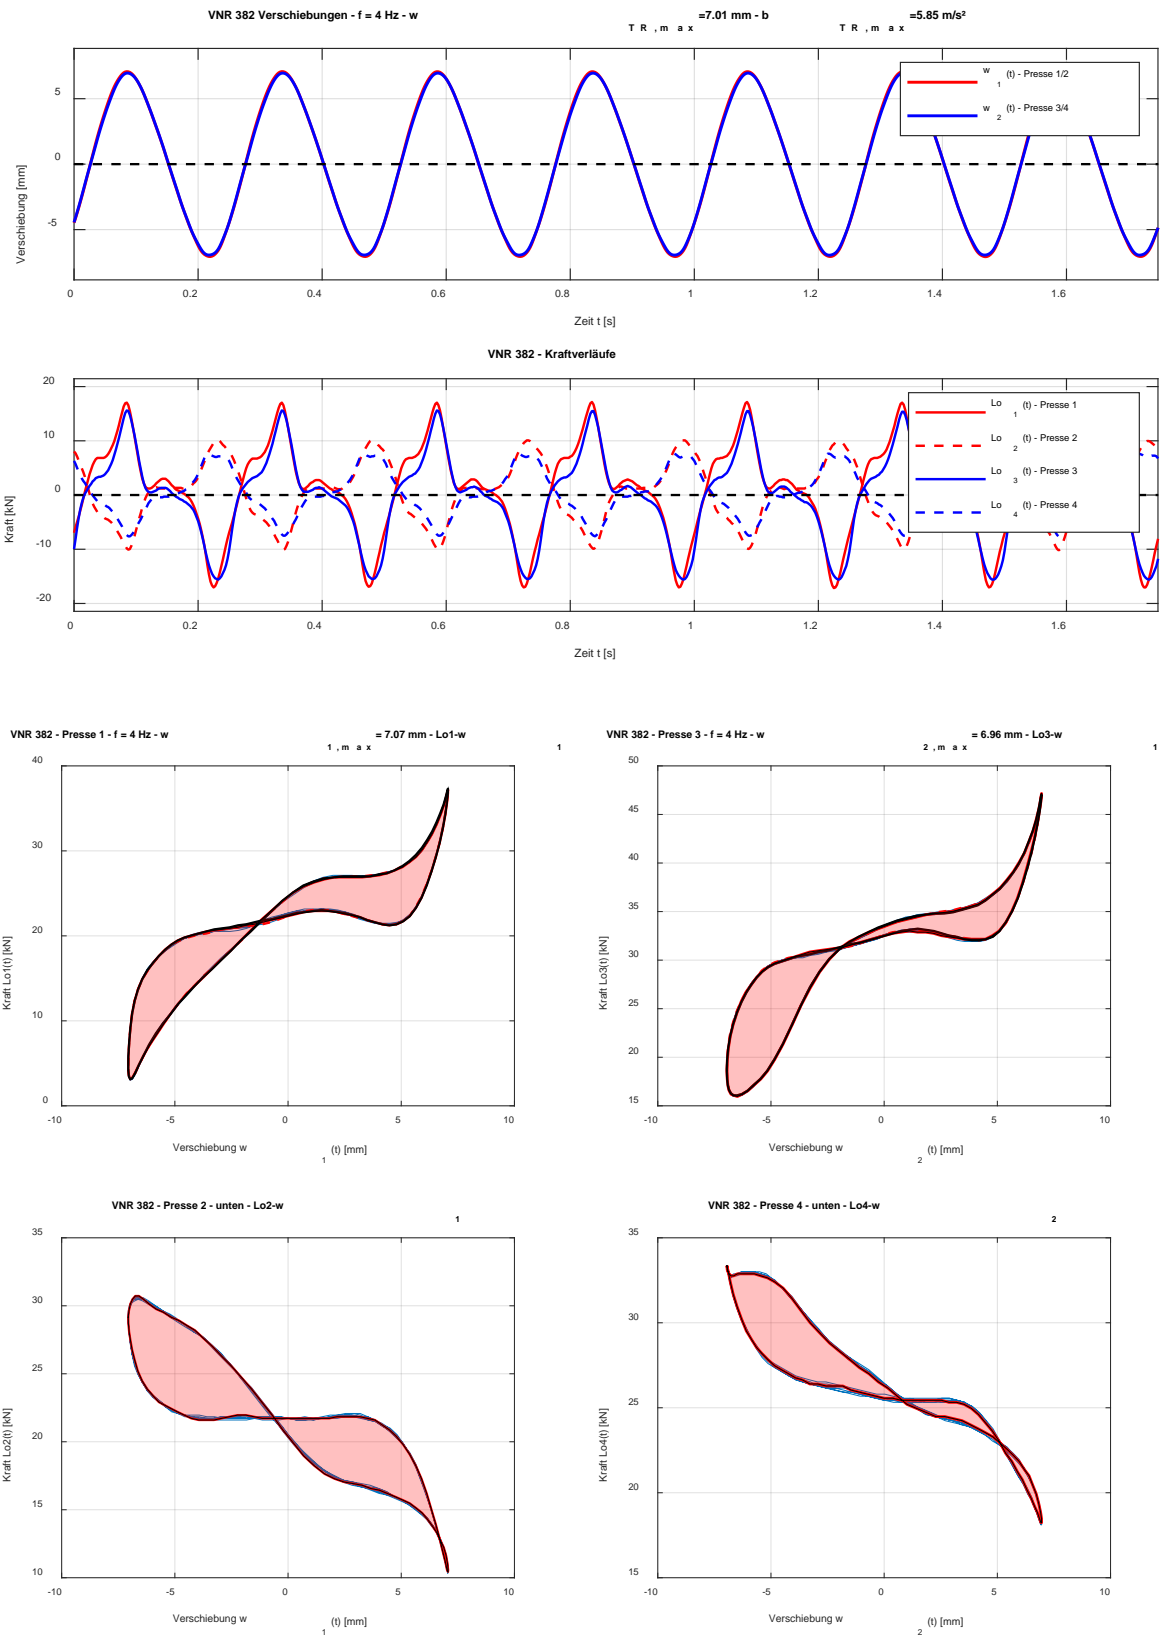 VNR 382 Verschiebungen - f = 4 Hz - w TR,max =7.01 mm - b TR,max =5.85 m/s²
5
0
-5
Verschiebung [mm]
w 1 (t) - Presse 1/2
w 2 (t) - Presse 3/4
0 0.2 0.4 0.6 0.8 1 1.2 1.4 1.6
Zeit t [s]
VNR 382 - Kraftverläufe
20
10
0
-10
-20
Kraft [kN]
Lo 1 (t) - Presse 1
Lo 2 (t) - Presse 2
Lo 3 (t) - Presse 3
Lo 4 (t) - Presse 4
0 0.2 0.4 0.6 0.8 1 1.2 1.4 1.6
Zeit t [s]
VNR 382 - Presse 1 - f = 4 Hz - w 1,max = 7.07 mm - Lo1-w 1
40
30
20
10
0
Kraft Lo1(t) [kN]
-10 -5 0 5 10
Verschiebung w 1 (t) [mm]
VNR 382 - Presse 3 - f = 4 Hz - w 2,max = 6.96 mm - Lo3-w 1
50
45
40
35
30
25
20
15
Kraft Lo3(t) [kN]
-10 -5 0 5 10
Verschiebung w 2 (t) [mm]
VNR 382 - Presse 2 - unten - Lo2-w 1
35
30
25
20
15
10
Kraft Lo2(t) [kN]
-10 -5 0 5 10
Verschiebung w 1 (t) [mm]
VNR 382 - Presse 4 - unten - Lo4-w 2
35
30
25
20
15
Kraft Lo4(t) [kN]
-10 -5 0 5 10
Verschiebung w 2 (t) [mm]